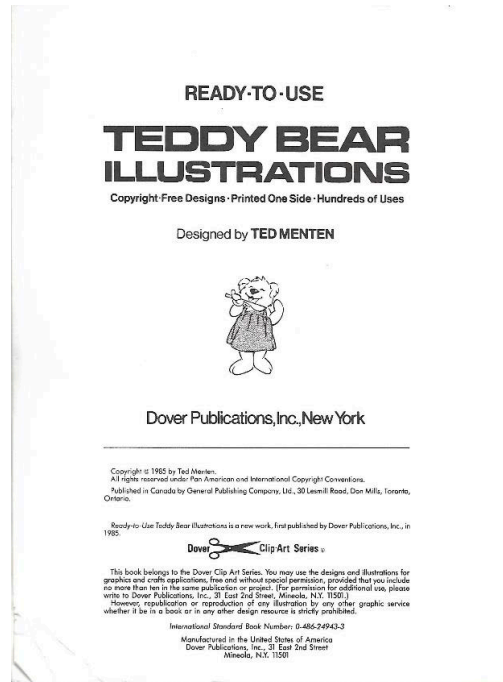 READY·TO·USE
TEDDY BEAR
ILLUSTRATIONS
Copyright-Free Designs · Printed One Side · Hundreds of Uses
Designed by TED MENTEN
Dover Publications, Inc., New York
Copyright © 1985 by Ted Menten.
All rights reserved under Pan American and International Copyright Conventions.
Published in Canada by General Publishing Company, Ltd., 30 Lesmill Road, Don Mills, Toronto,
Ontario.
Ready-to-Use Teddy Bear Illustrations is a new work, first published by Dover Publications, Inc., in
1985.
Dover Clip·Art Series ®
This book belongs to the Dover Clip Art Series. You may use the designs and illustrations for
graphics and crafts applications, free and without special permission, provided that you include
no more than ten in the same publication or project. (For permission for additional use, please
write to Dover Publications, Inc., 31 East 2nd Street, Mineola, N.Y. 11501.)
However, republication or reproduction of any illustration by any other graphic service
whether it be in a book or in any other design resource is strictly prohibited.
International Standard Book Number: 0-486-24943-3
Manufactured in the United States of America
Dover Publications, Inc., 31 East 2nd Street
Mineola, N.Y. 11501